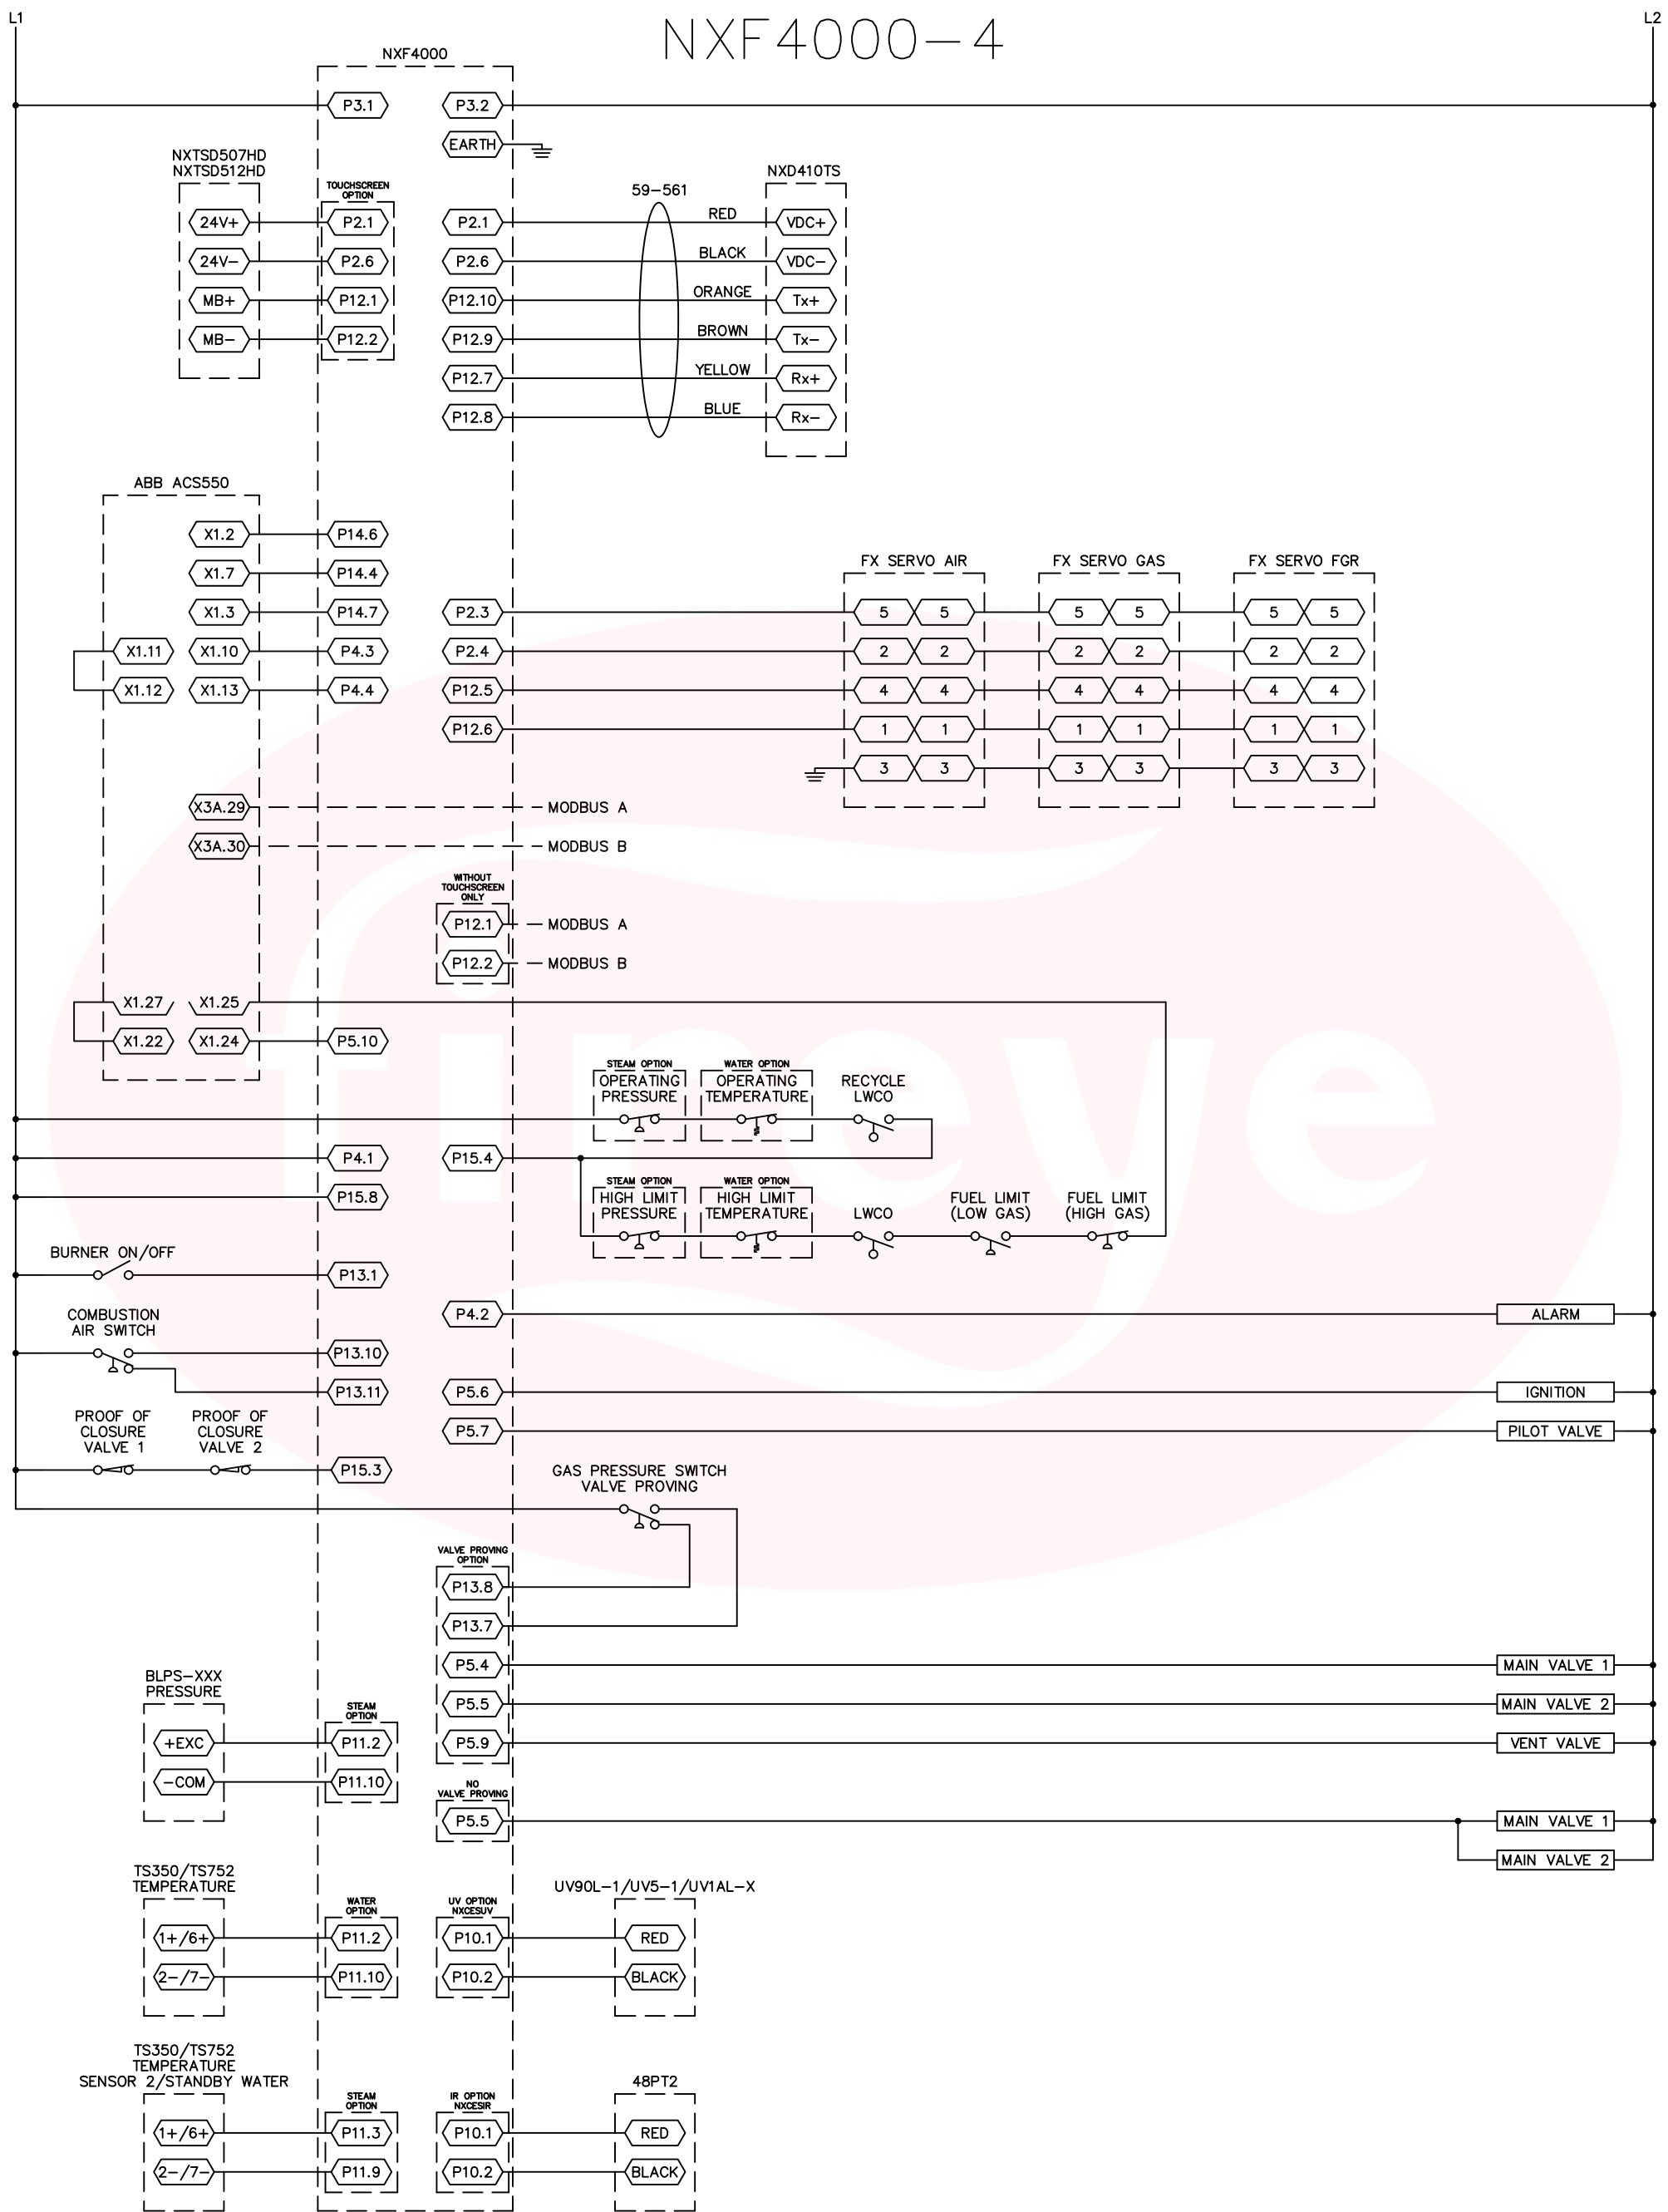 L1
L2
NXF4000-4
NXF4000
P3.1
P3.2
EARTH
NXTSD507HD
NXTSD512HD
TOUCHSCREEN
OPTION
59-561
NXD410TS
24V+
P2.1
P2.1
RED
VDC+
24V-
P2.6
P2.6
BLACK
VDC-
MB+
P12.1
P12.10
ORANGE
Tx+
MB-
P12.2
P12.9
BROWN
Tx-
P12.7
YELLOW
Rx+
P12.8
BLUE
Rx-
ABB ACS550
X1.2
P14.6
X1.7
P14.4
FX SERVO AIR
FX SERVO GAS
FX SERVO FGR
X1.3
P14.7
P2.3
5 5 5 5 5 5
X1.11
X1.10
P4.3
P2.4
2 2 2 2 2 2
X1.12
X1.13
P4.4
P12.5
4 4 4 4 4 4
P12.6
1 1 1 1 1 1
3 3 3 3 3 3
X3A.29
MODBUS A
X3A.30
MODBUS B
WITHOUT
TOUCHSCREEN
ONLY
P12.1
MODBUS A
P12.2
MODBUS B
X1.27
X1.25
X1.22
X1.24
P5.10
fireye
STEAM OPTION
OPERATING
PRESSURE
WATER OPTION
OPERATING
TEMPERATURE
RECYCLE
LWCO
P4.1
P15.4
P15.8
STEAM OPTION
HIGH LIMIT
PRESSURE
WATER OPTION
HIGH LIMIT
TEMPERATURE
LWCO
FUEL LIMIT
(LOW GAS)
FUEL LIMIT
(HIGH GAS)
BURNER ON/OFF
P13.1
COMBUSTION
AIR SWITCH
P4.2
ALARM
P13.10
P13.11
P5.6
IGNITION
PROOF OF
CLOSURE
VALVE 1
PROOF OF
CLOSURE
VALVE 2
P5.7
PILOT VALVE
P15.3
GAS PRESSURE SWITCH
VALVE PROVING
VALVE PROVING
OPTION
P13.8
P13.7
P5.4
MAIN VALVE 1
BLPS-XXX
PRESSURE
STEAM
OPTION
P5.5
MAIN VALVE 2
+EXC
P11.2
P5.9
VENT VALVE
-COM
P11.10
NO
VALVE PROVING
P5.5
MAIN VALVE 1
MAIN VALVE 2
TS350/TS752
TEMPERATURE
WATER
OPTION
UV OPTION
NXCESUV
UV90L-1/UV5-1/UV1AL-X
1+/6+
P11.2
P10.1
RED
2-/7-
P11.10
P10.2
BLACK
TS350/TS752
TEMPERATURE
SENSOR 2/STANDBY WATER
STEAM
OPTION
IR OPTION
NXCESIR
48PT2
1+/6+
P11.3
P10.1
RED
2-/7-
P11.9
P10.2
BLACK